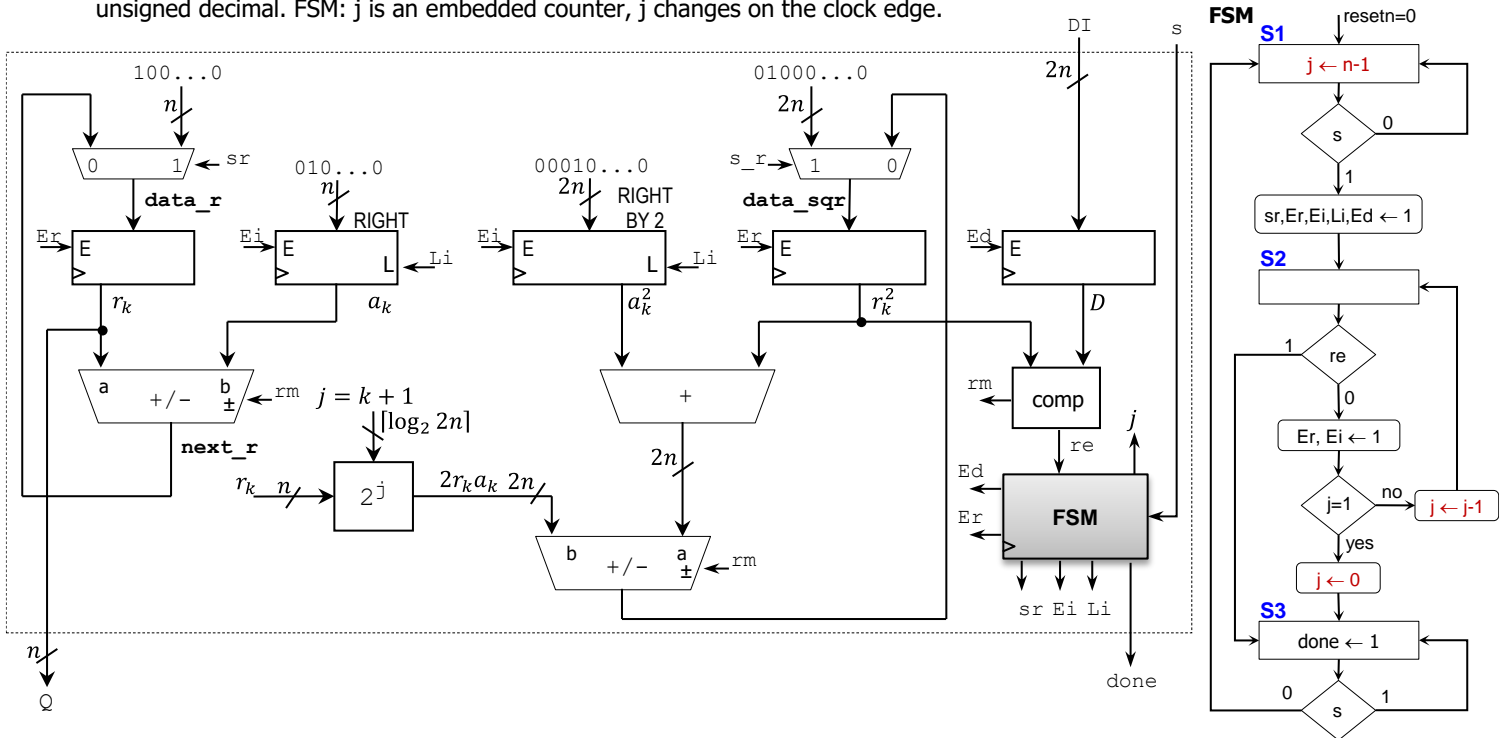 unsigned decimal. FSM: j is an embedded counter, j changes on the clock edge.
DI
s
100...0
01000...0
2n
n
2n
0 1
sr
010...0
00010...0
s_r
1 0
data_r
n
RIGHT
2n
RIGHT
BY 2
data_sqr
Er
E
Ei
E
L
Li
Ei
E
L
Li
Er
E
Ed
E
r_k
a_k
a_k^2
r_k^2
D
a
b
+/-
±
rm
j = k + 1
⌈log₂ 2n⌉
+
rm
comp
next_r
re
j
r_k
n
2^j
2r_k a_k
2n
2n
Ed
Er
FSM
b
a
+/-
±
rm
sr Ei Li
n
Q
done
FSM
resetn=0
S1
j ← n-1
s
0
1
sr,Er,Ei,Li,Ed ← 1
S2
1
re
0
Er, Ei ← 1
j=1
no
j ← j-1
yes
j ← 0
S3
done ← 1
0
s
1